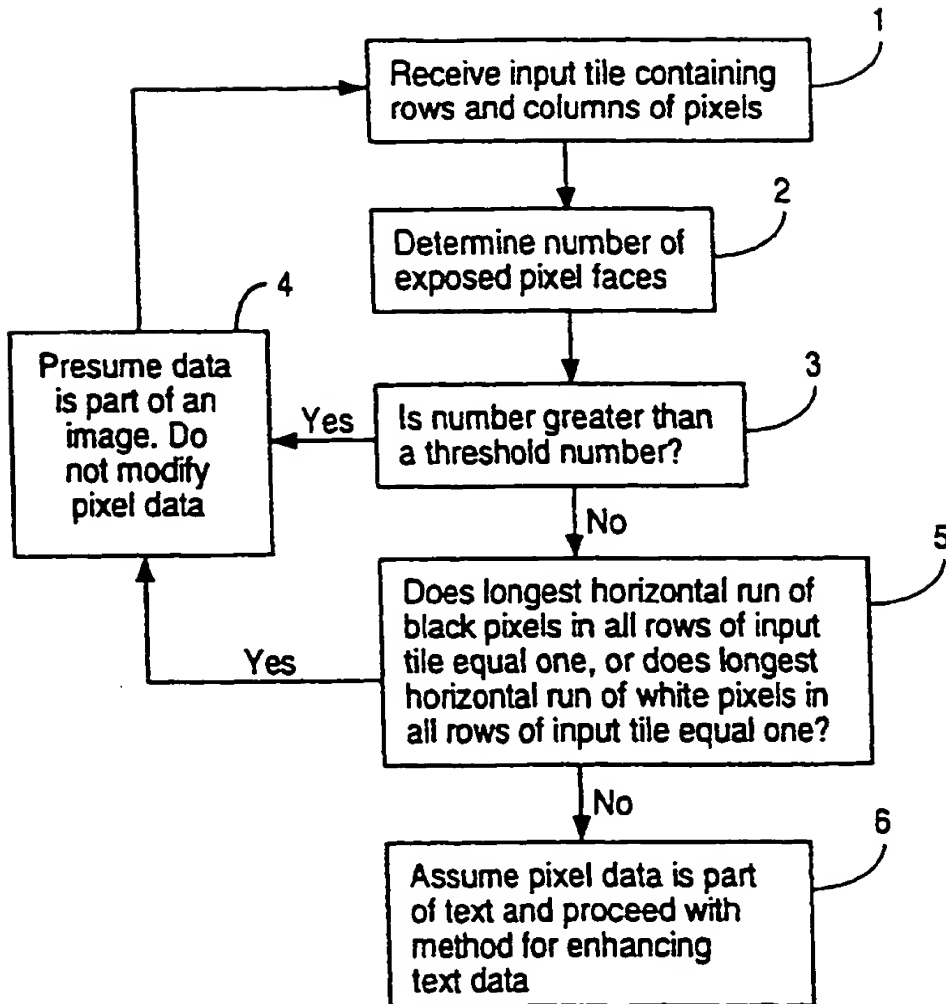 1
Receive input tile containing
rows and columns of pixels
2
Determine number of
exposed pixel faces
4
Presume data
is part of an
image. Do
not modify
pixel data
3
Is number greater than
a threshold number?
Yes
No
5
Does longest horizontal run of
black pixels in all rows of input
tile equal one, or does longest
horizontal run of white pixels in
all rows of input tile equal one?
Yes
No
6
Assume pixel data is part
of text and proceed with
method for enhancing
text data